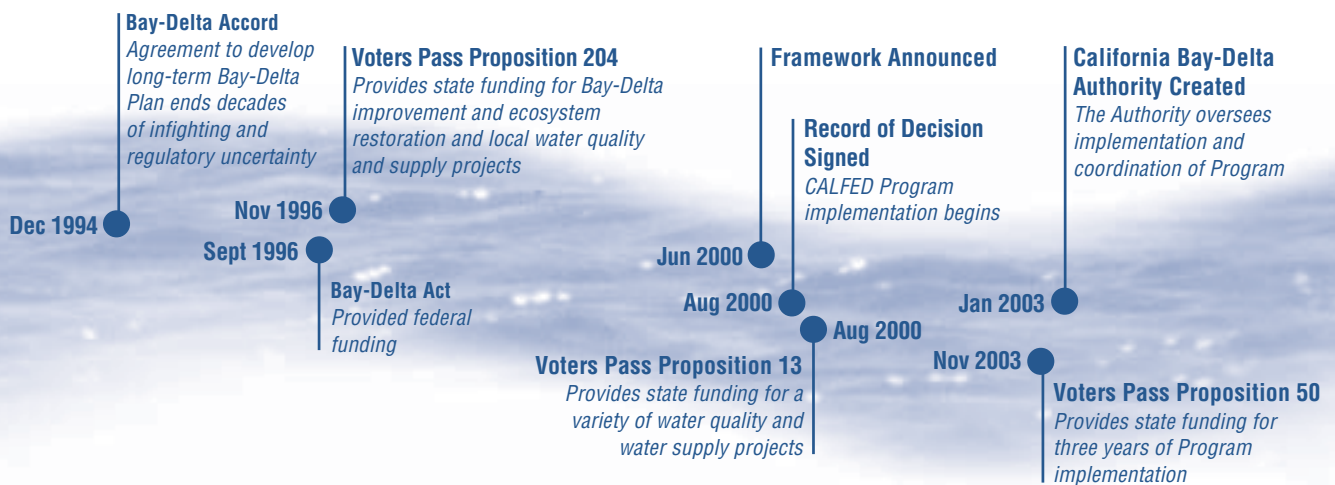 Bay-Delta Accord
Agreement to develop
long-term Bay-Delta
Plan ends decades
of infighting and
regulatory uncertainty
Dec 1994
Voters Pass Proposition 204
Provides state funding for Bay-Delta
improvement and ecosystem
restoration and local water quality
and supply projects
Nov 1996
Sept 1996
Bay-Delta Act
Provided federal
funding
Framework Announced
Jun 2000
Record of Decision
Signed
CALFED Program
implementation begins
Aug 2000
Aug 2000
Voters Pass Proposition 13
Provides state funding for a
variety of water quality and
water supply projects
California Bay-Delta
Authority Created
The Authority oversees
implementation and
coordination of Program
Jan 2003
Nov 2003
Voters Pass Proposition 50
Provides state funding for
three years of Program
implementation